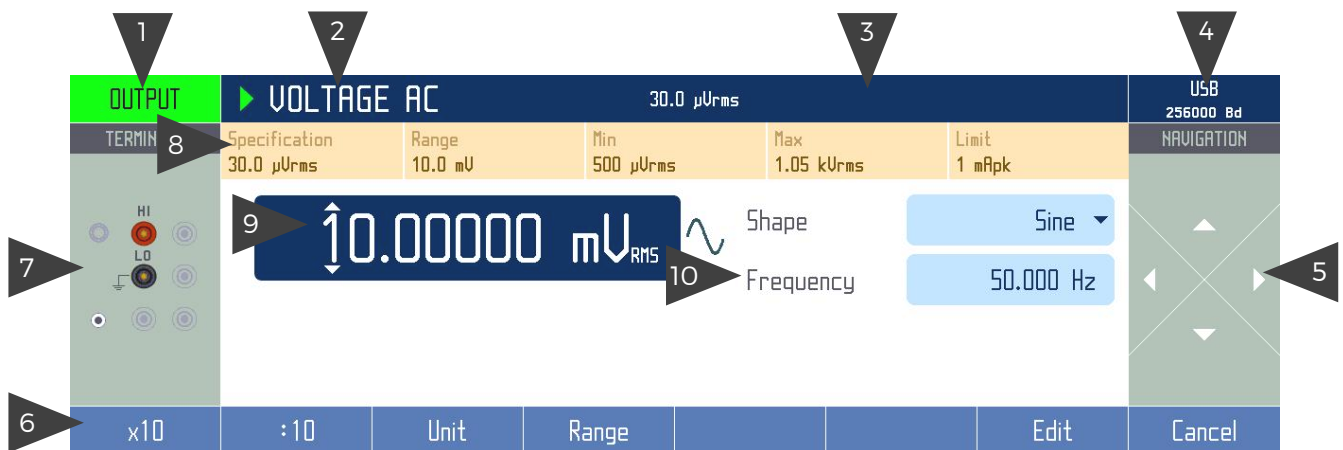 1 2 3 4
OUTPUT VOLTAGE AC 30.0 µVrms USB
256000 Bd
TERMIN 8 Specification Range Min Max Limit NAVIGATION
30.0 µVrms 10.0 mV 500 µVrms 1.05 kVrms 1 mApk
HI 9 10.00000 mVRMS Shape Sine
LO
7 10 Frequency 50.000 Hz 5
6 x10 :10 Unit Range Edit Cancel